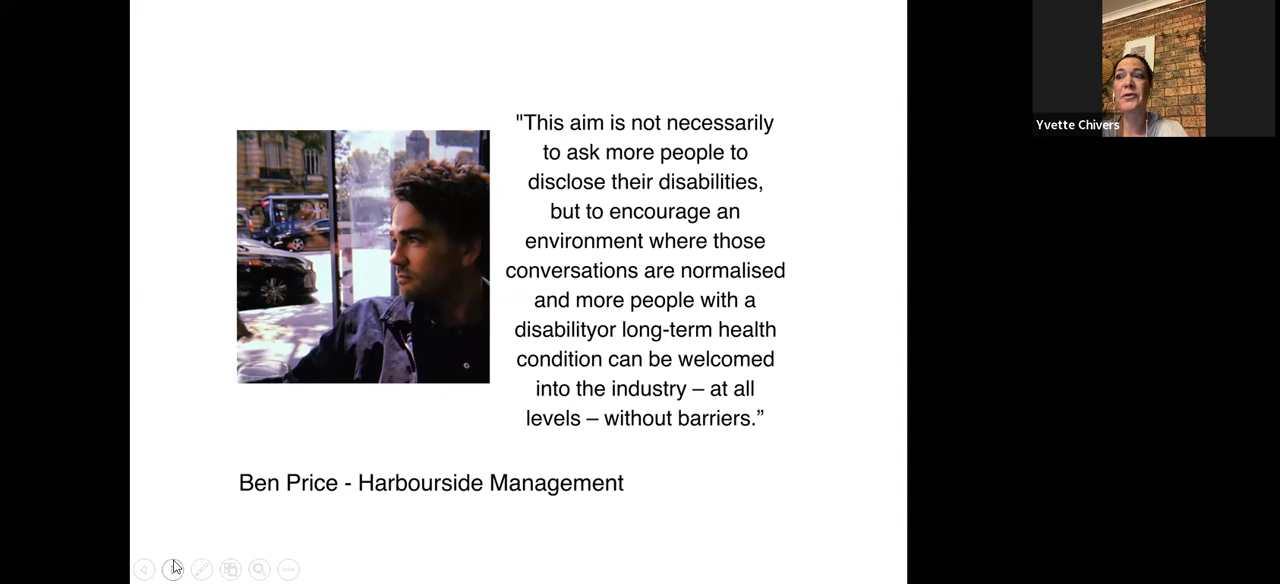 "This aim is not necessarily
to ask more people to
disclose their disabilities,
but to encourage an
environment where those
conversations are normalised
and more people with a
disabilityor long-term health
condition can be welcomed
into the industry – at all
levels – without barriers.”
Ben Price - Harbourside Management
Yvette Chivers